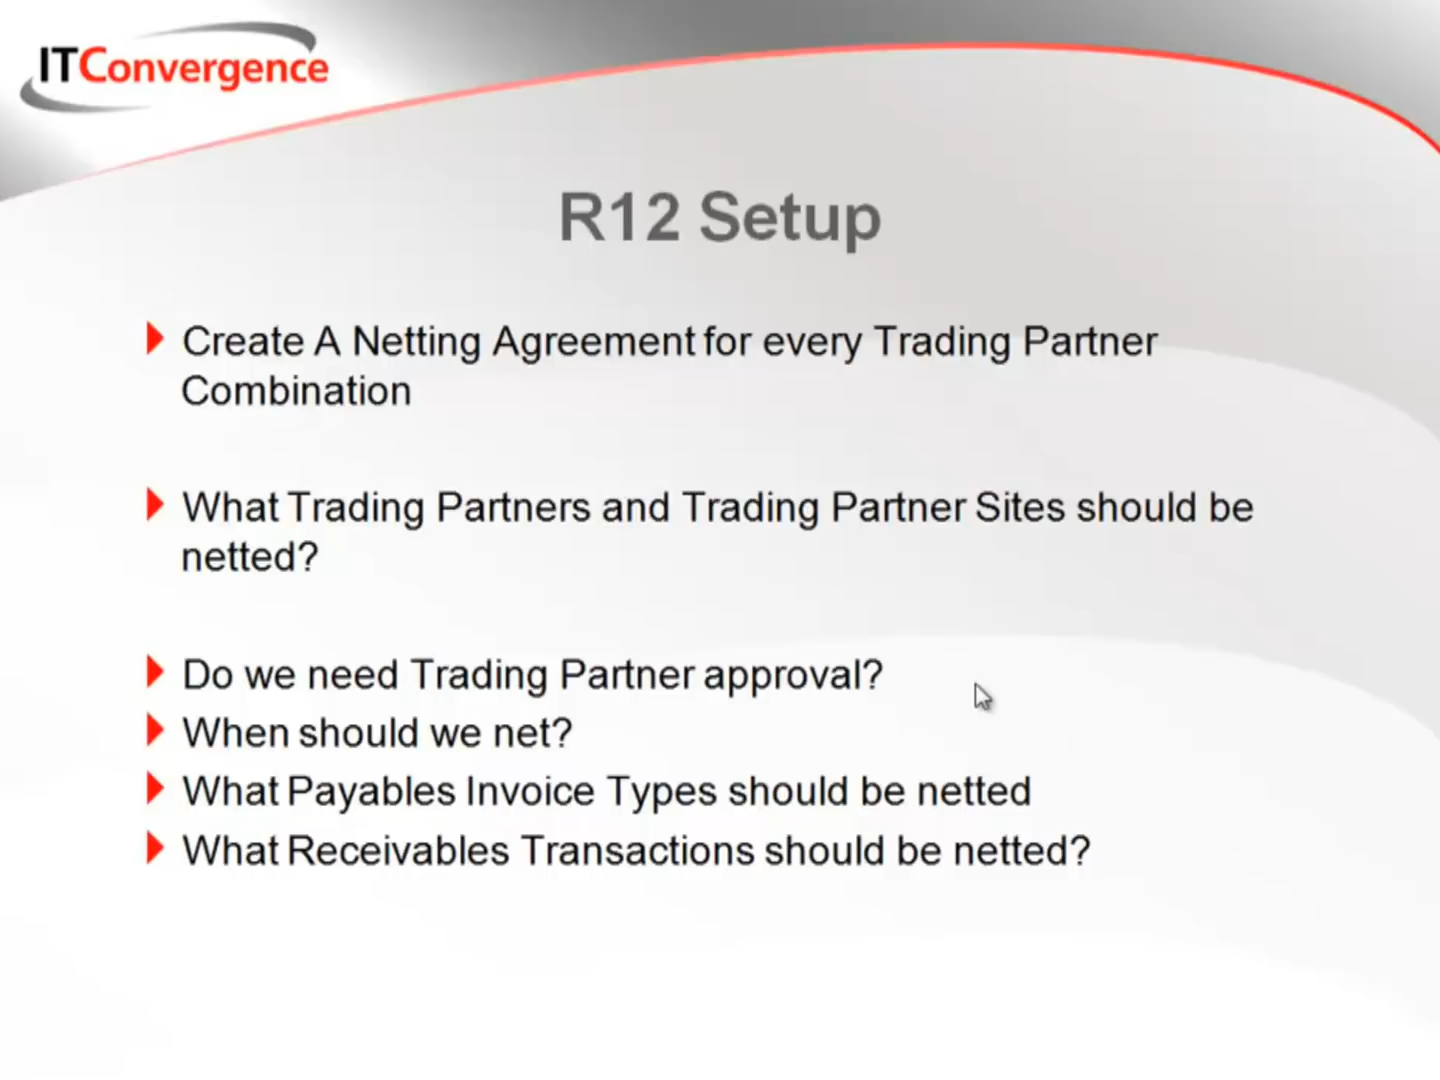 ITConvergence
R12 Setup
Create A Netting Agreement for every Trading Partner
Combination
What Trading Partners and Trading Partner Sites should be
netted?
Do we need Trading Partner approval?
When should we net?
What Payables Invoice Types should be netted
What Receivables Transactions should be netted?